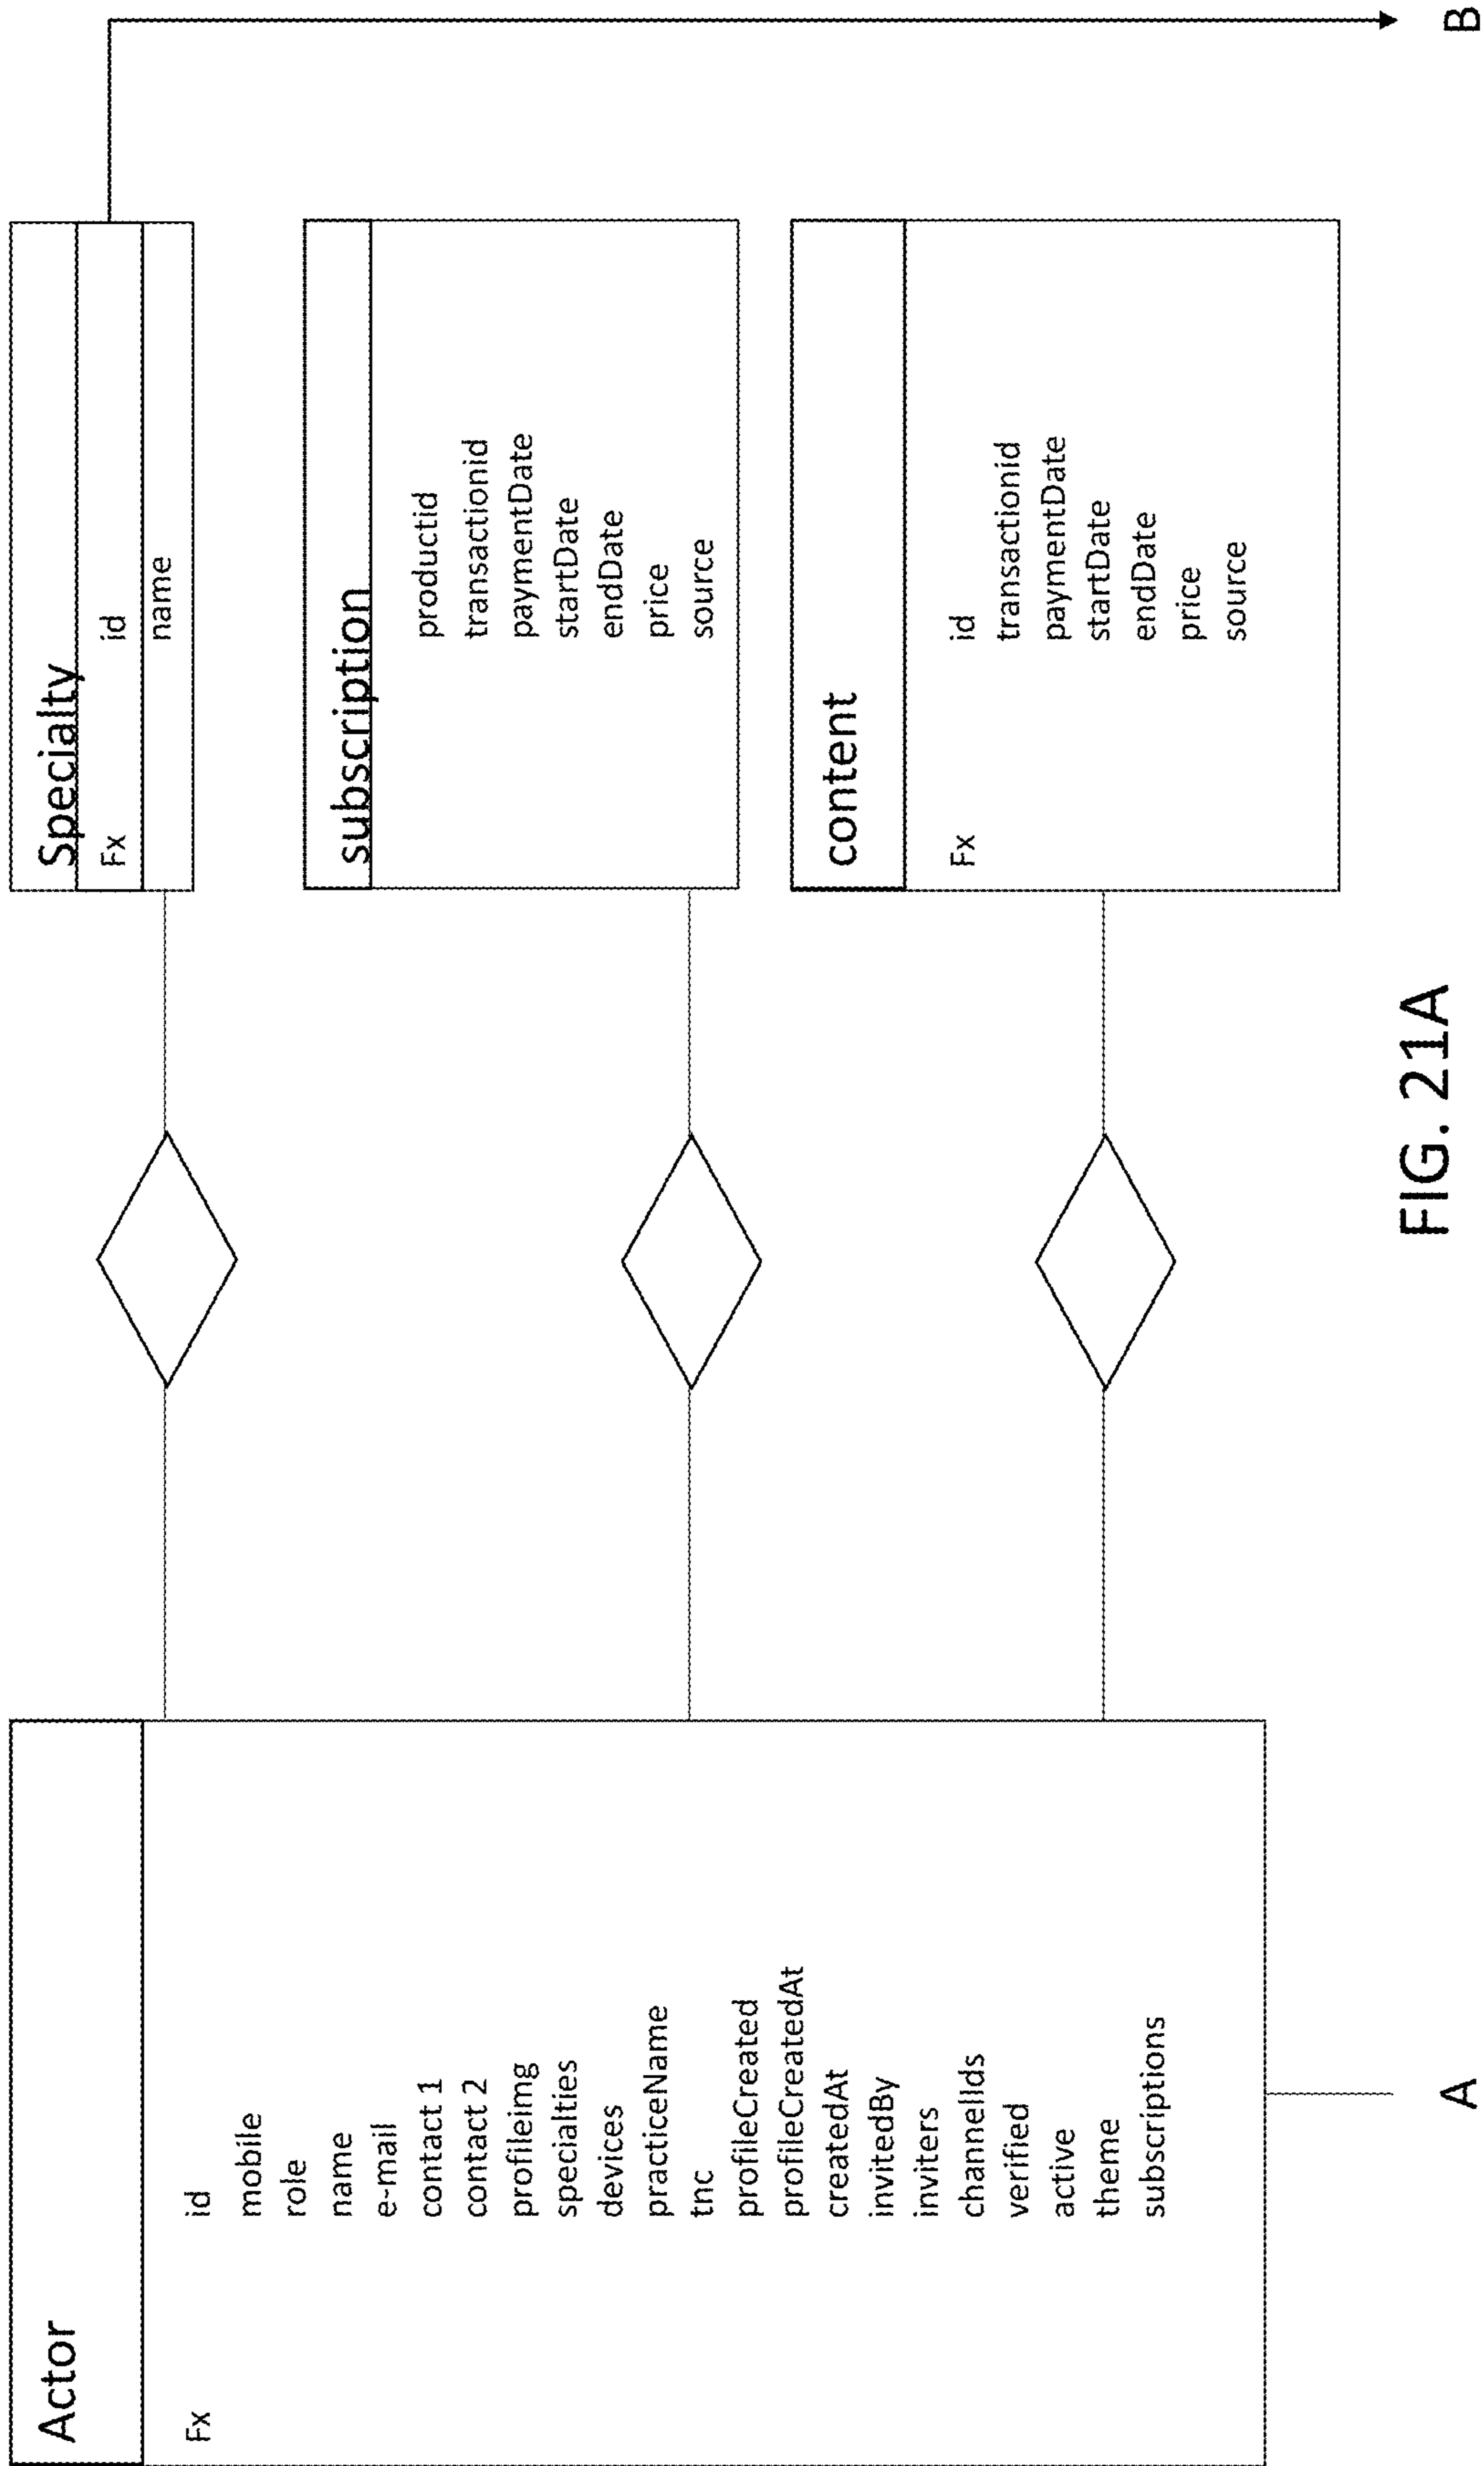 Actor
Fx id
mobile
role
name
e-mail
contact 1
contact 2
profileimg
specialties
devices
practiceName
tnc
profileCreated
profileCreatedAt
createdAt
invitedBy
inviters
channelIds
verified
active
theme
subscriptions
A
Specialty
Fx id
name
subscription
productid
transactionid
paymentDate
startDate
endDate
price
source
content
Fx id
transactionid
paymentDate
startDate
endDate
price
source
B
FIG. 21A